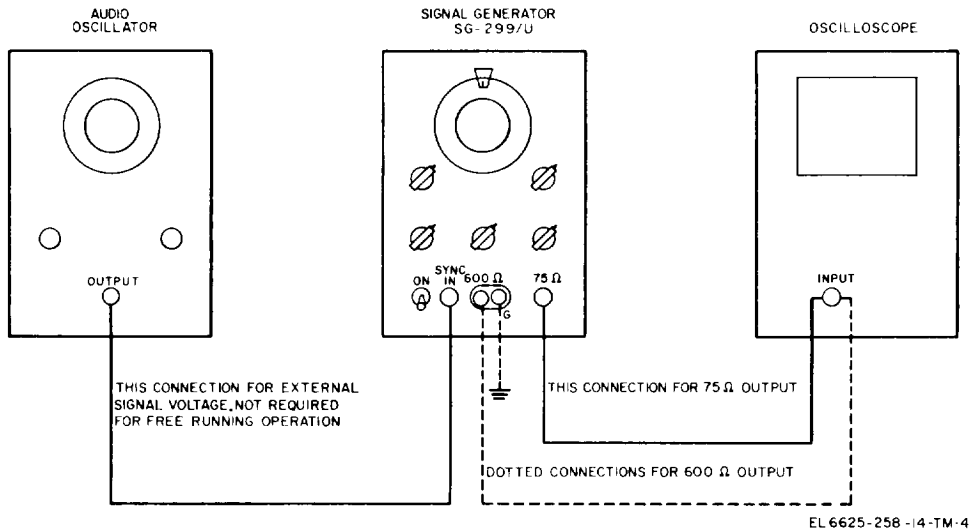 AUDIO
OSCILLATOR
SIGNAL GENERATOR
SG-299/U
OSCILLOSCOPE
OUTPUT
ON
SYNC
IN
600 Ω
G
75 Ω
INPUT
THIS CONNECTION FOR EXTERNAL
SIGNAL VOLTAGE, NOT REQUIRED
FOR FREE RUNNING OPERATION
THIS CONNECTION FOR 75 Ω OUTPUT
DOTTED CONNECTIONS FOR 600 Ω OUTPUT
EL 6625-258-14-TM-4